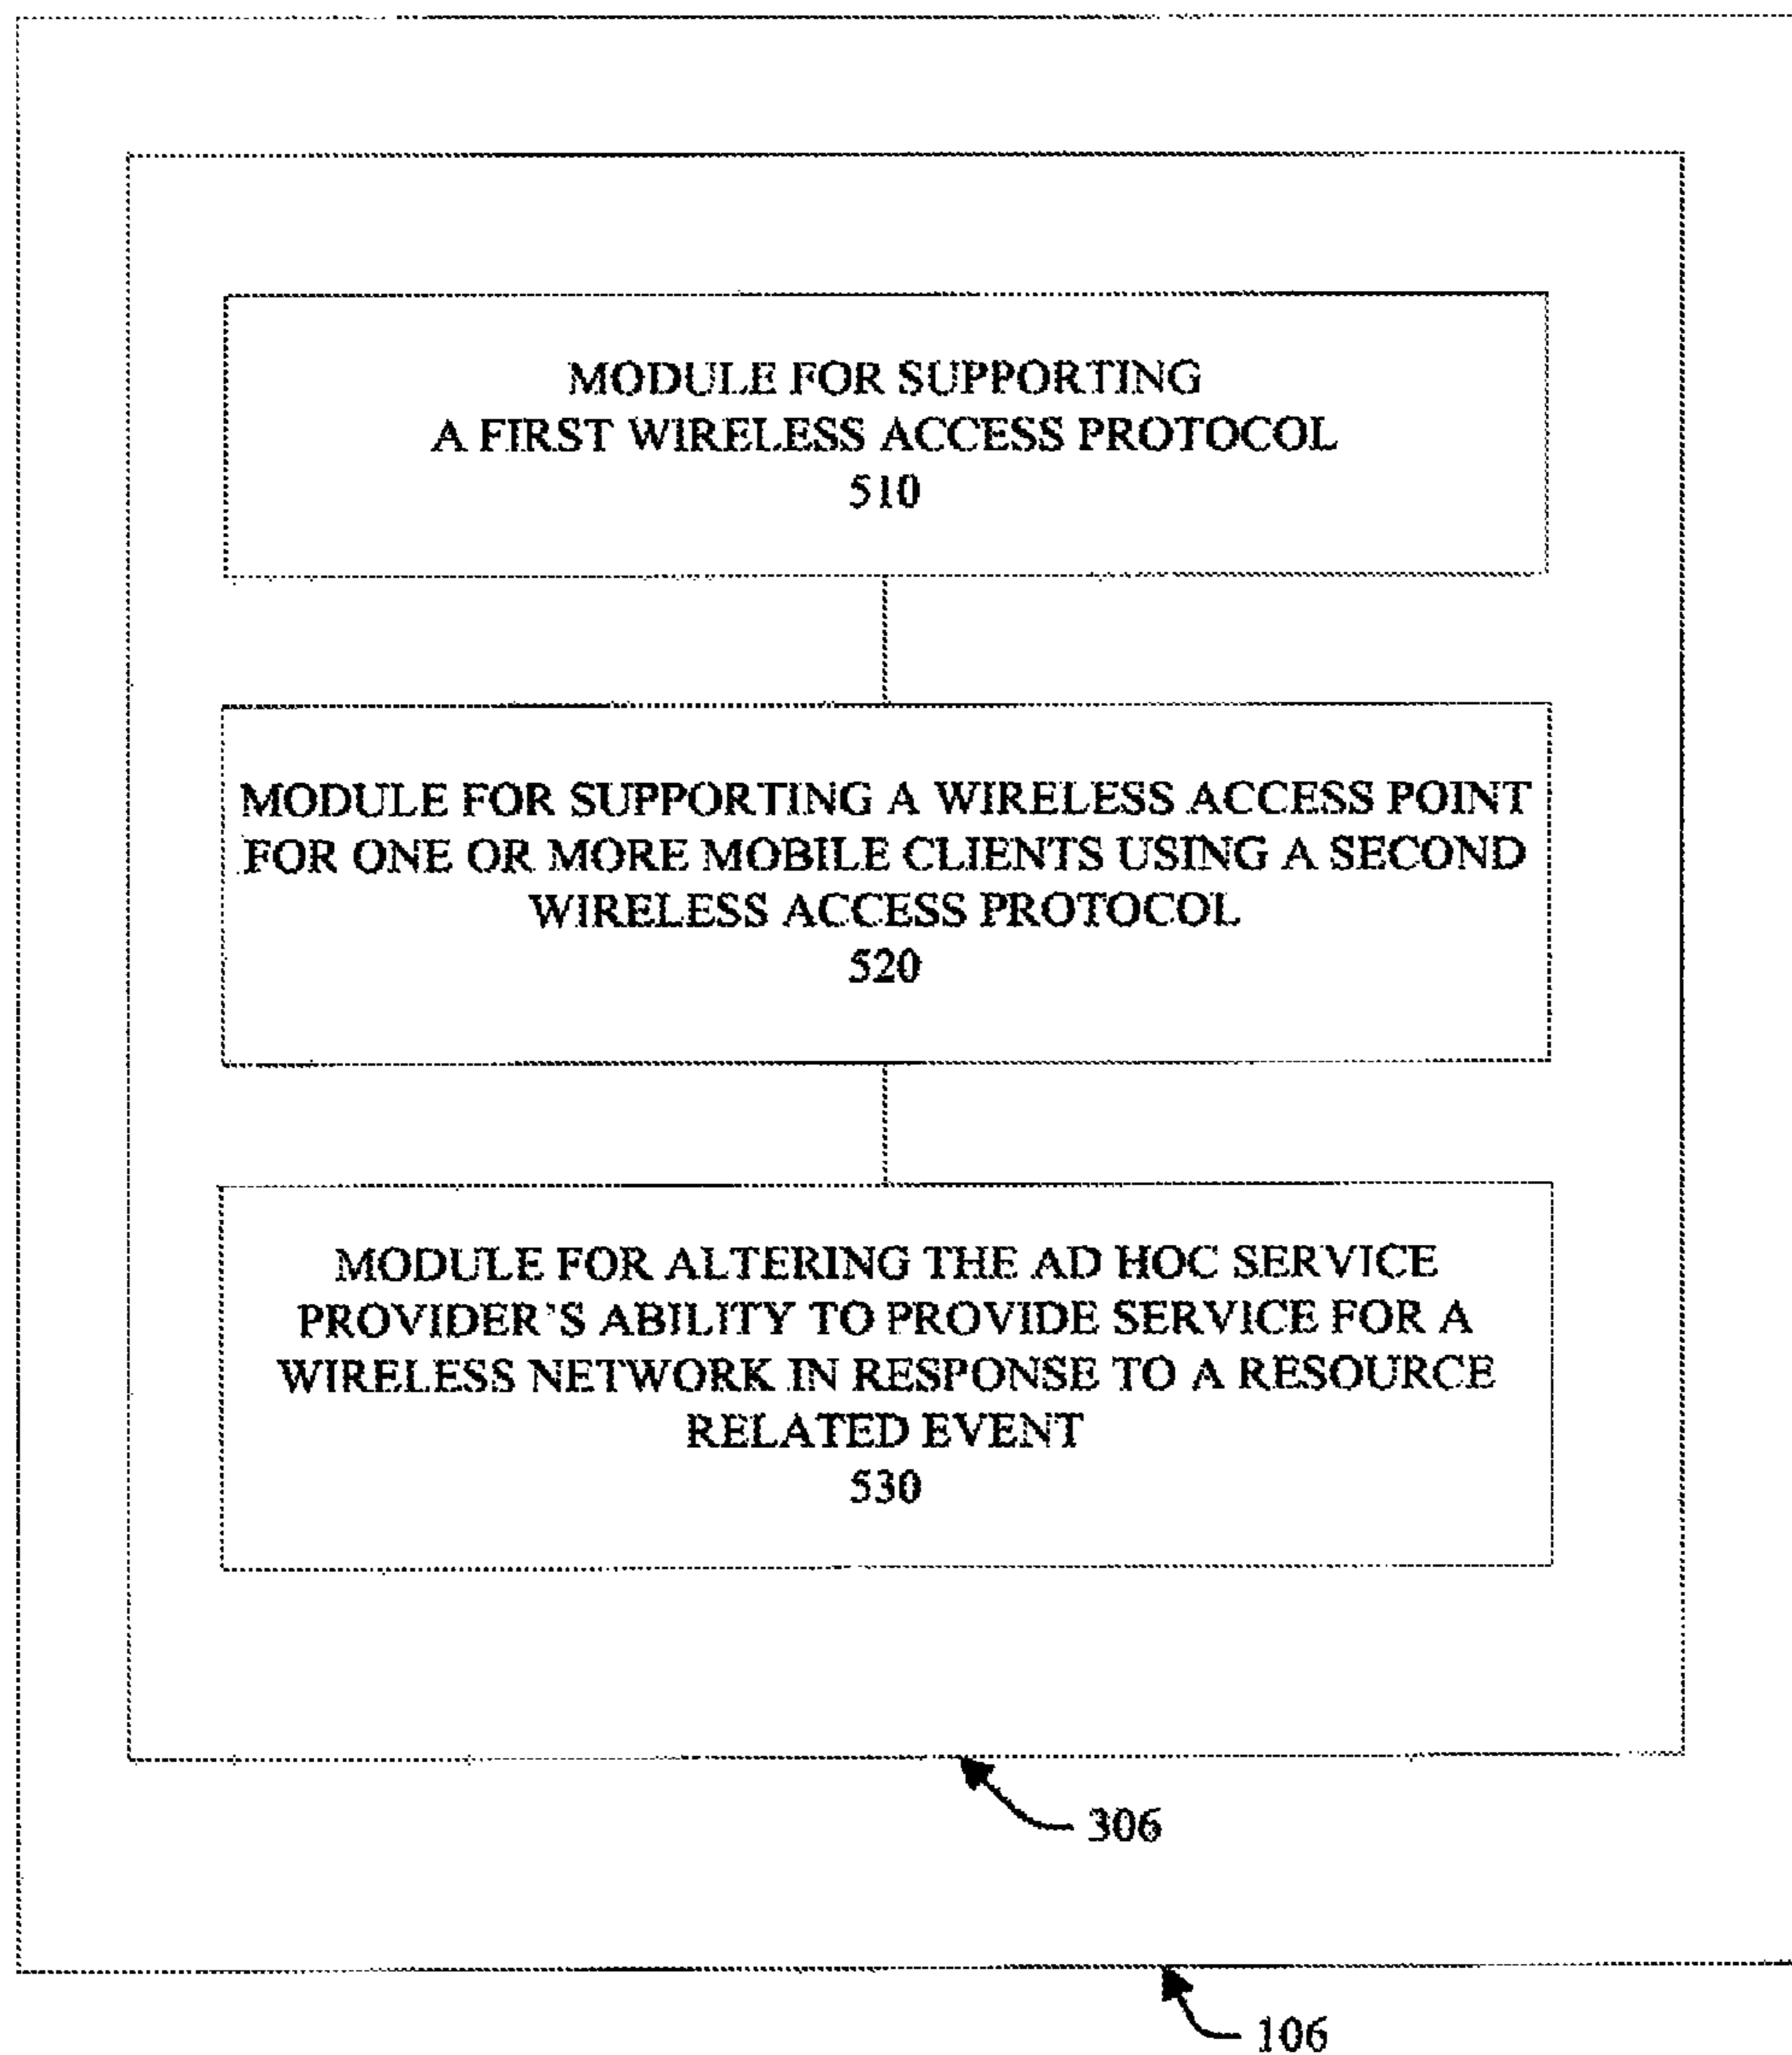 MODULE FOR SUPPORTING
A FIRST WIRELESS ACCESS PROTOCOL
510
MODULE FOR SUPPORTING A WIRELESS ACCESS POINT
FOR ONE OR MORE MOBILE CLIENTS USING A SECOND
WIRELESS ACCESS PROTOCOL
520
MODULE FOR ALTERING THE AD HOC SERVICE
PROVIDER'S ABILITY TO PROVIDE SERVICE FOR A
WIRELESS NETWORK IN RESPONSE TO A RESOURCE
RELATED EVENT
530
306
106